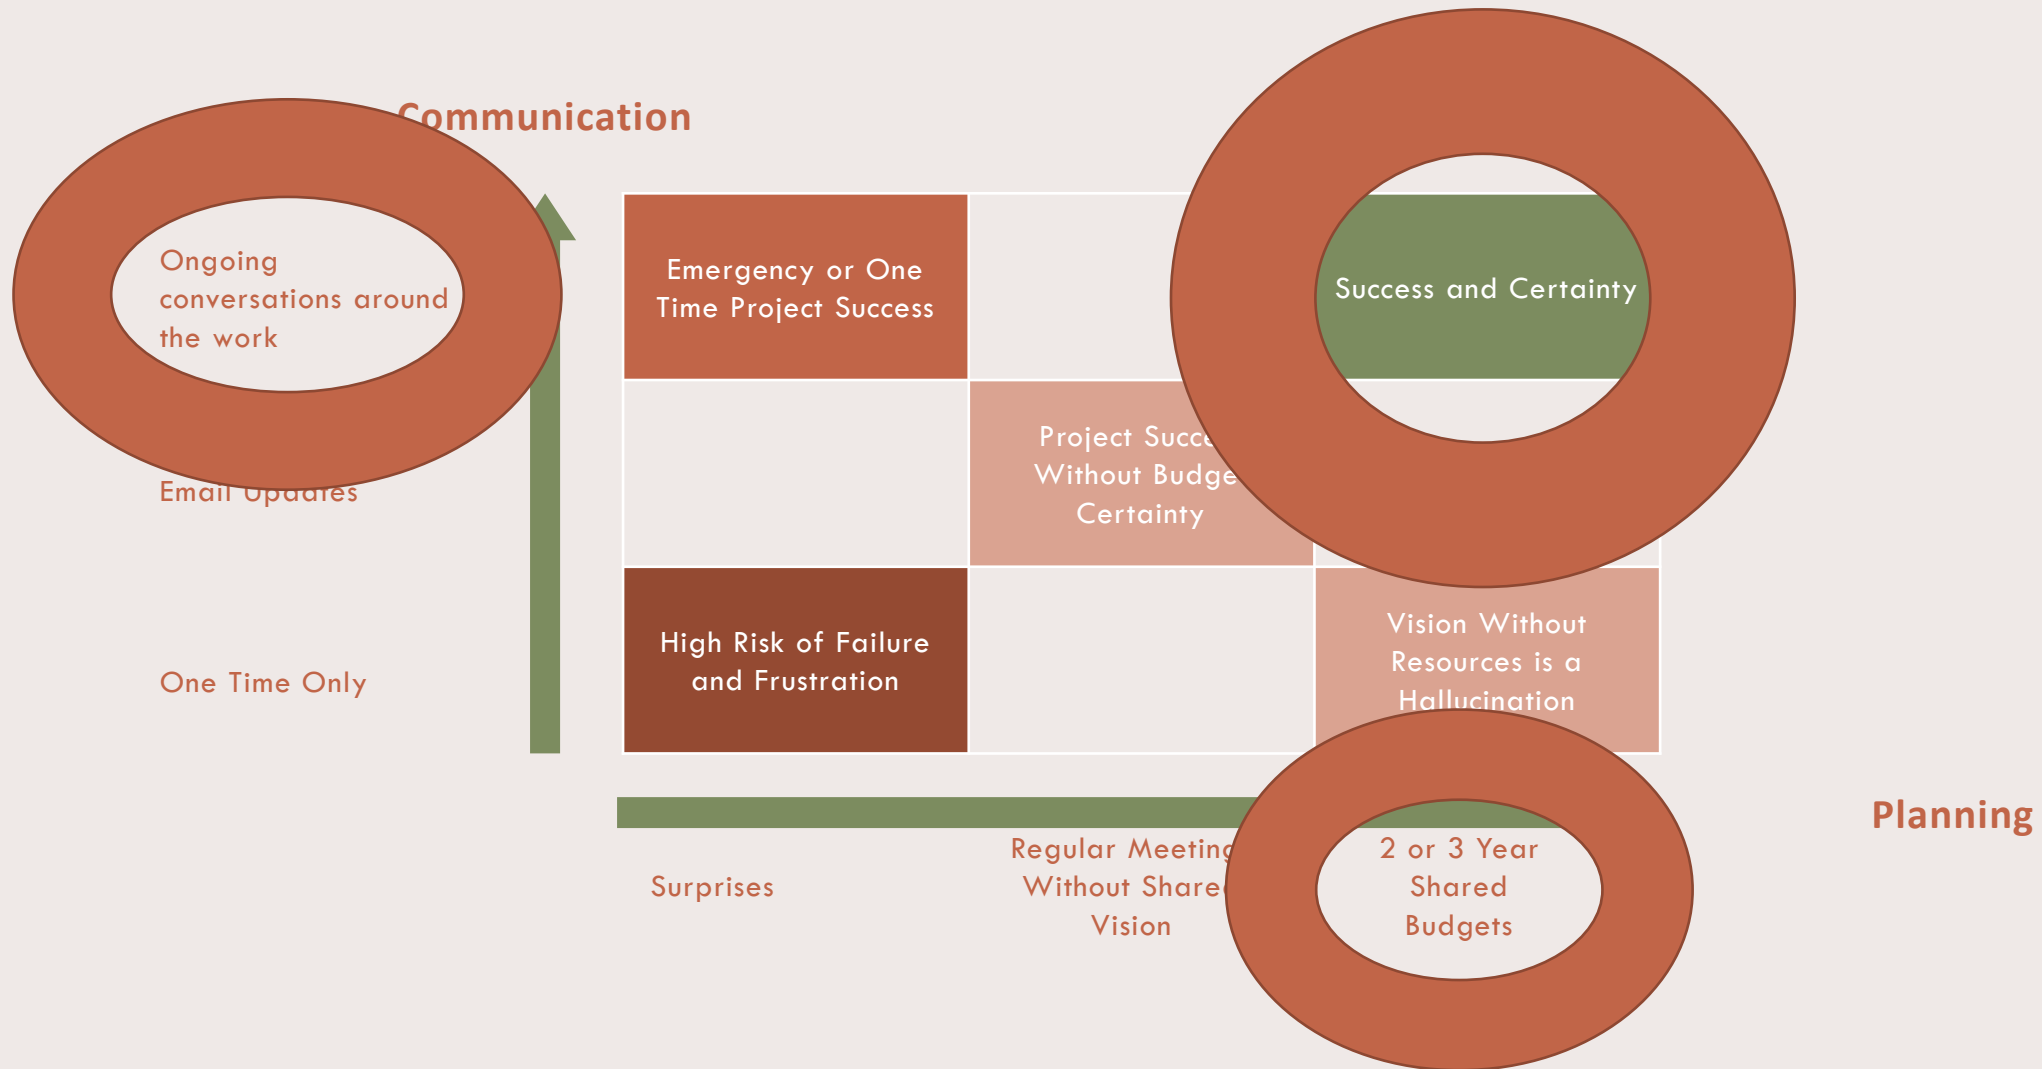 Communication
Ongoing
conversations around
the work
Emergency or One
Time Project Success
Success and Certainty
Email Updates
Project Succe
Without Budge
Certainty
One Time Only
High Risk of Failure
and Frustration
Vision Without
Resources is a
Hallucination
Planning
Surprises
Regular Meeting
Without Share
Vision
2 or 3 Year
Shared
Budgets